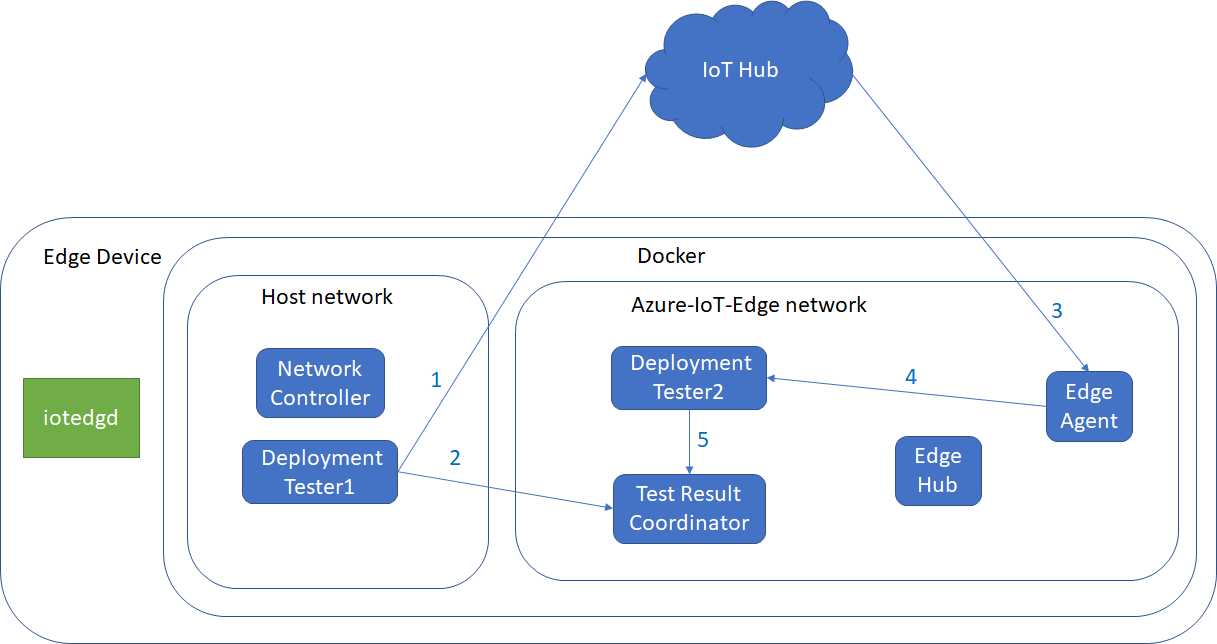 IoT Hub
Edge Device
Docker
Host network
Azure-IoT-Edge network
3
Network
Controller
1
Deployment
Tester2
4
Edge
Agent
iotedgd
Deployment
Tester1
2
5
Edge
Hub
Test Result
Coordinator